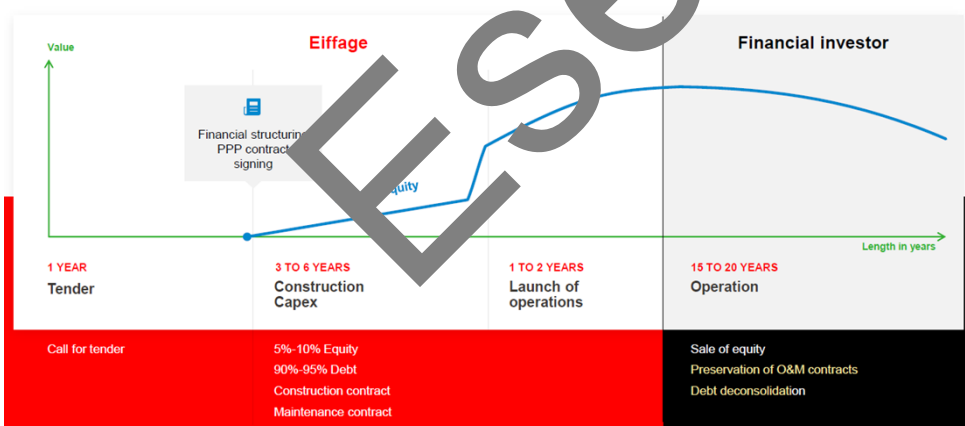 Eiffage
Financial investor
Value
Financial structuring
PPP contract
signing
Length in years
1 YEAR
Tender
3 TO 6 YEARS
Construction
Capex
1 TO 2 YEARS
Launch of
operations
15 TO 20 YEARS
Operation
Call for tender
5%-10% Equity
90%-95% Debt
Construction contract
Maintenance contract
Sale of equity
Preservation of O&M contracts
Debt deconsolidation